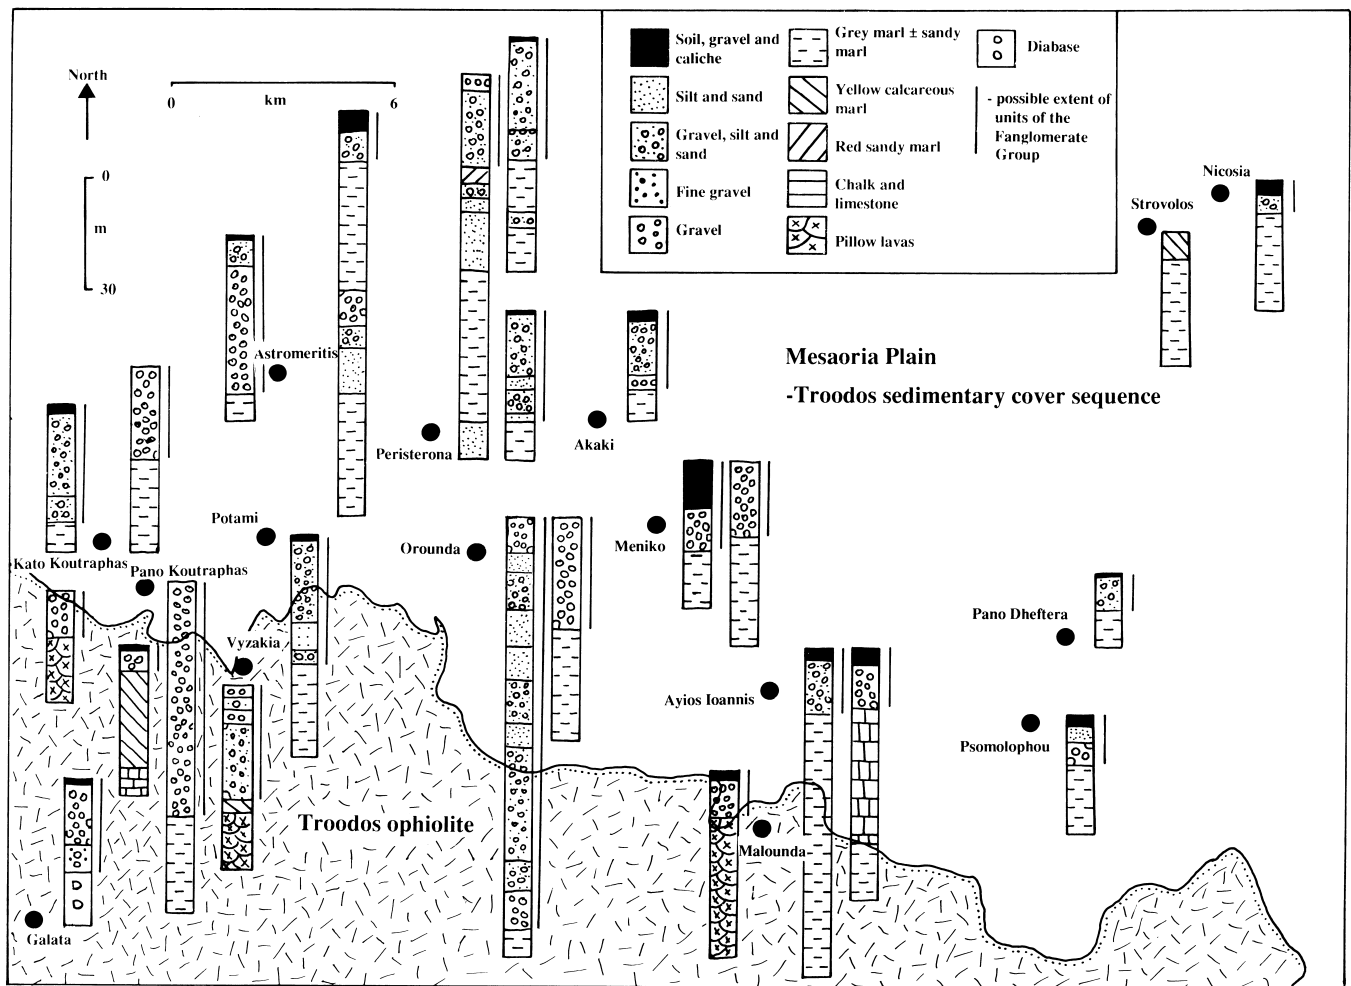 North
0
km
6
0
m
30
Soil, gravel and
caliche
Silt and sand
Gravel, silt and
sand
Fine gravel
Gravel
Grey marl ± sandy
marl
Yellow calcareous
marl
Red sandy marl
Chalk and
limestone
Pillow lavas
Diabase
- possible extent of
units of the
Fanglomerate
Group
Nicosia
Strovolos
Mesaoria Plain
-Troodos sedimentary cover sequence
Astromeritis
Peristerona
Akaki
Potami
Orounda
Meniko
Kato Koutraphas
Pano Koutraphas
Vyzakia
Pano Dheftera
Ayios Ioannis
Psomolophou
Troodos ophiolite
Malounda
Galata